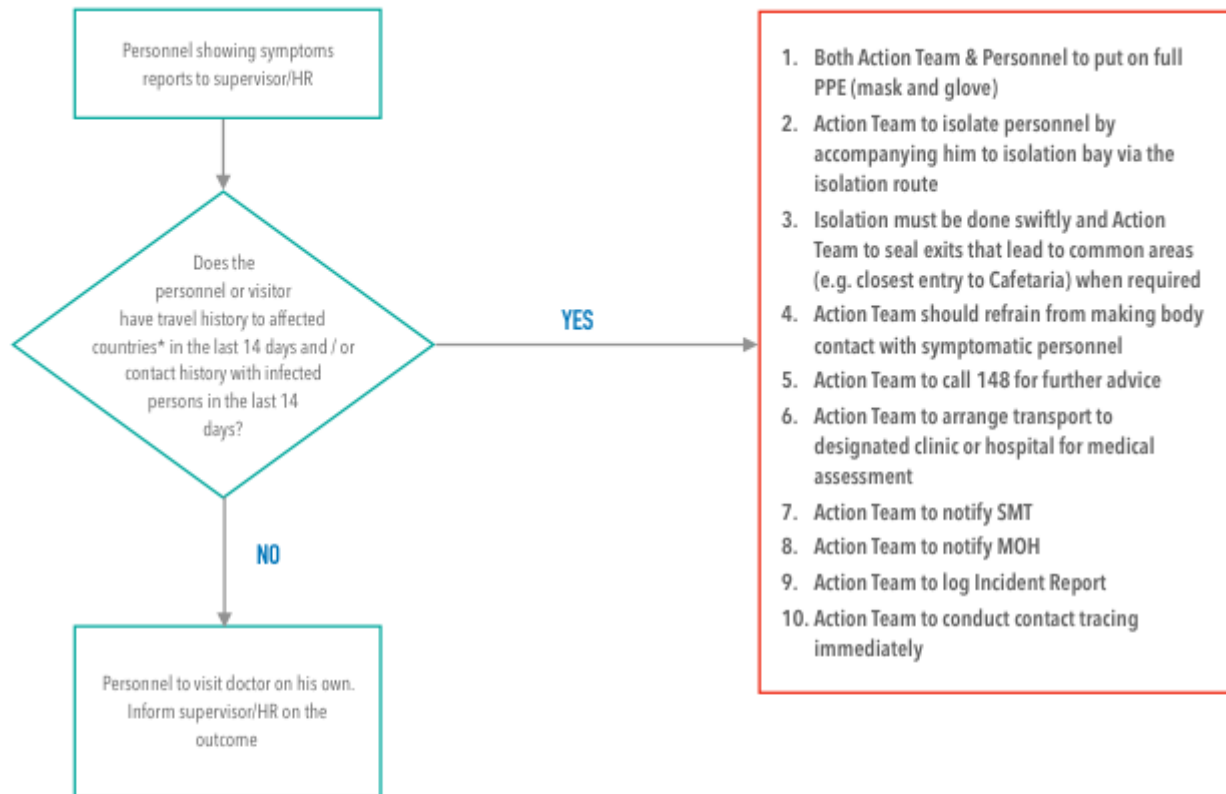 Personnel showing symptoms
reports to supervisor/HR
Does the
personnel or visitor
have travel history to affected
countries* in the last 14 days and / or
contact history with infected
persons in the last 14
days?
YES
NO
Personnel to visit doctor on his own.
Inform supervisor/HR on the
outcome
1. Both Action Team & Personnel to put on full
PPE (mask and glove)
2. Action Team to isolate personnel by
accompanying him to isolation bay via the
isolation route
3. Isolation must be done swiftly and Action
Team to seal exits that lead to common areas
(e.g. closest entry to Cafetaria) when required
4. Action Team should refrain from making body
contact with symptomatic personnel
5. Action Team to call 148 for further advice
6. Action Team to arrange transport to
designated clinic or hospital for medical
assessment
7. Action Team to notify SMT
8. Action Team to notify MOH
9. Action Team to log Incident Report
10. Action Team to conduct contact tracing
immediately